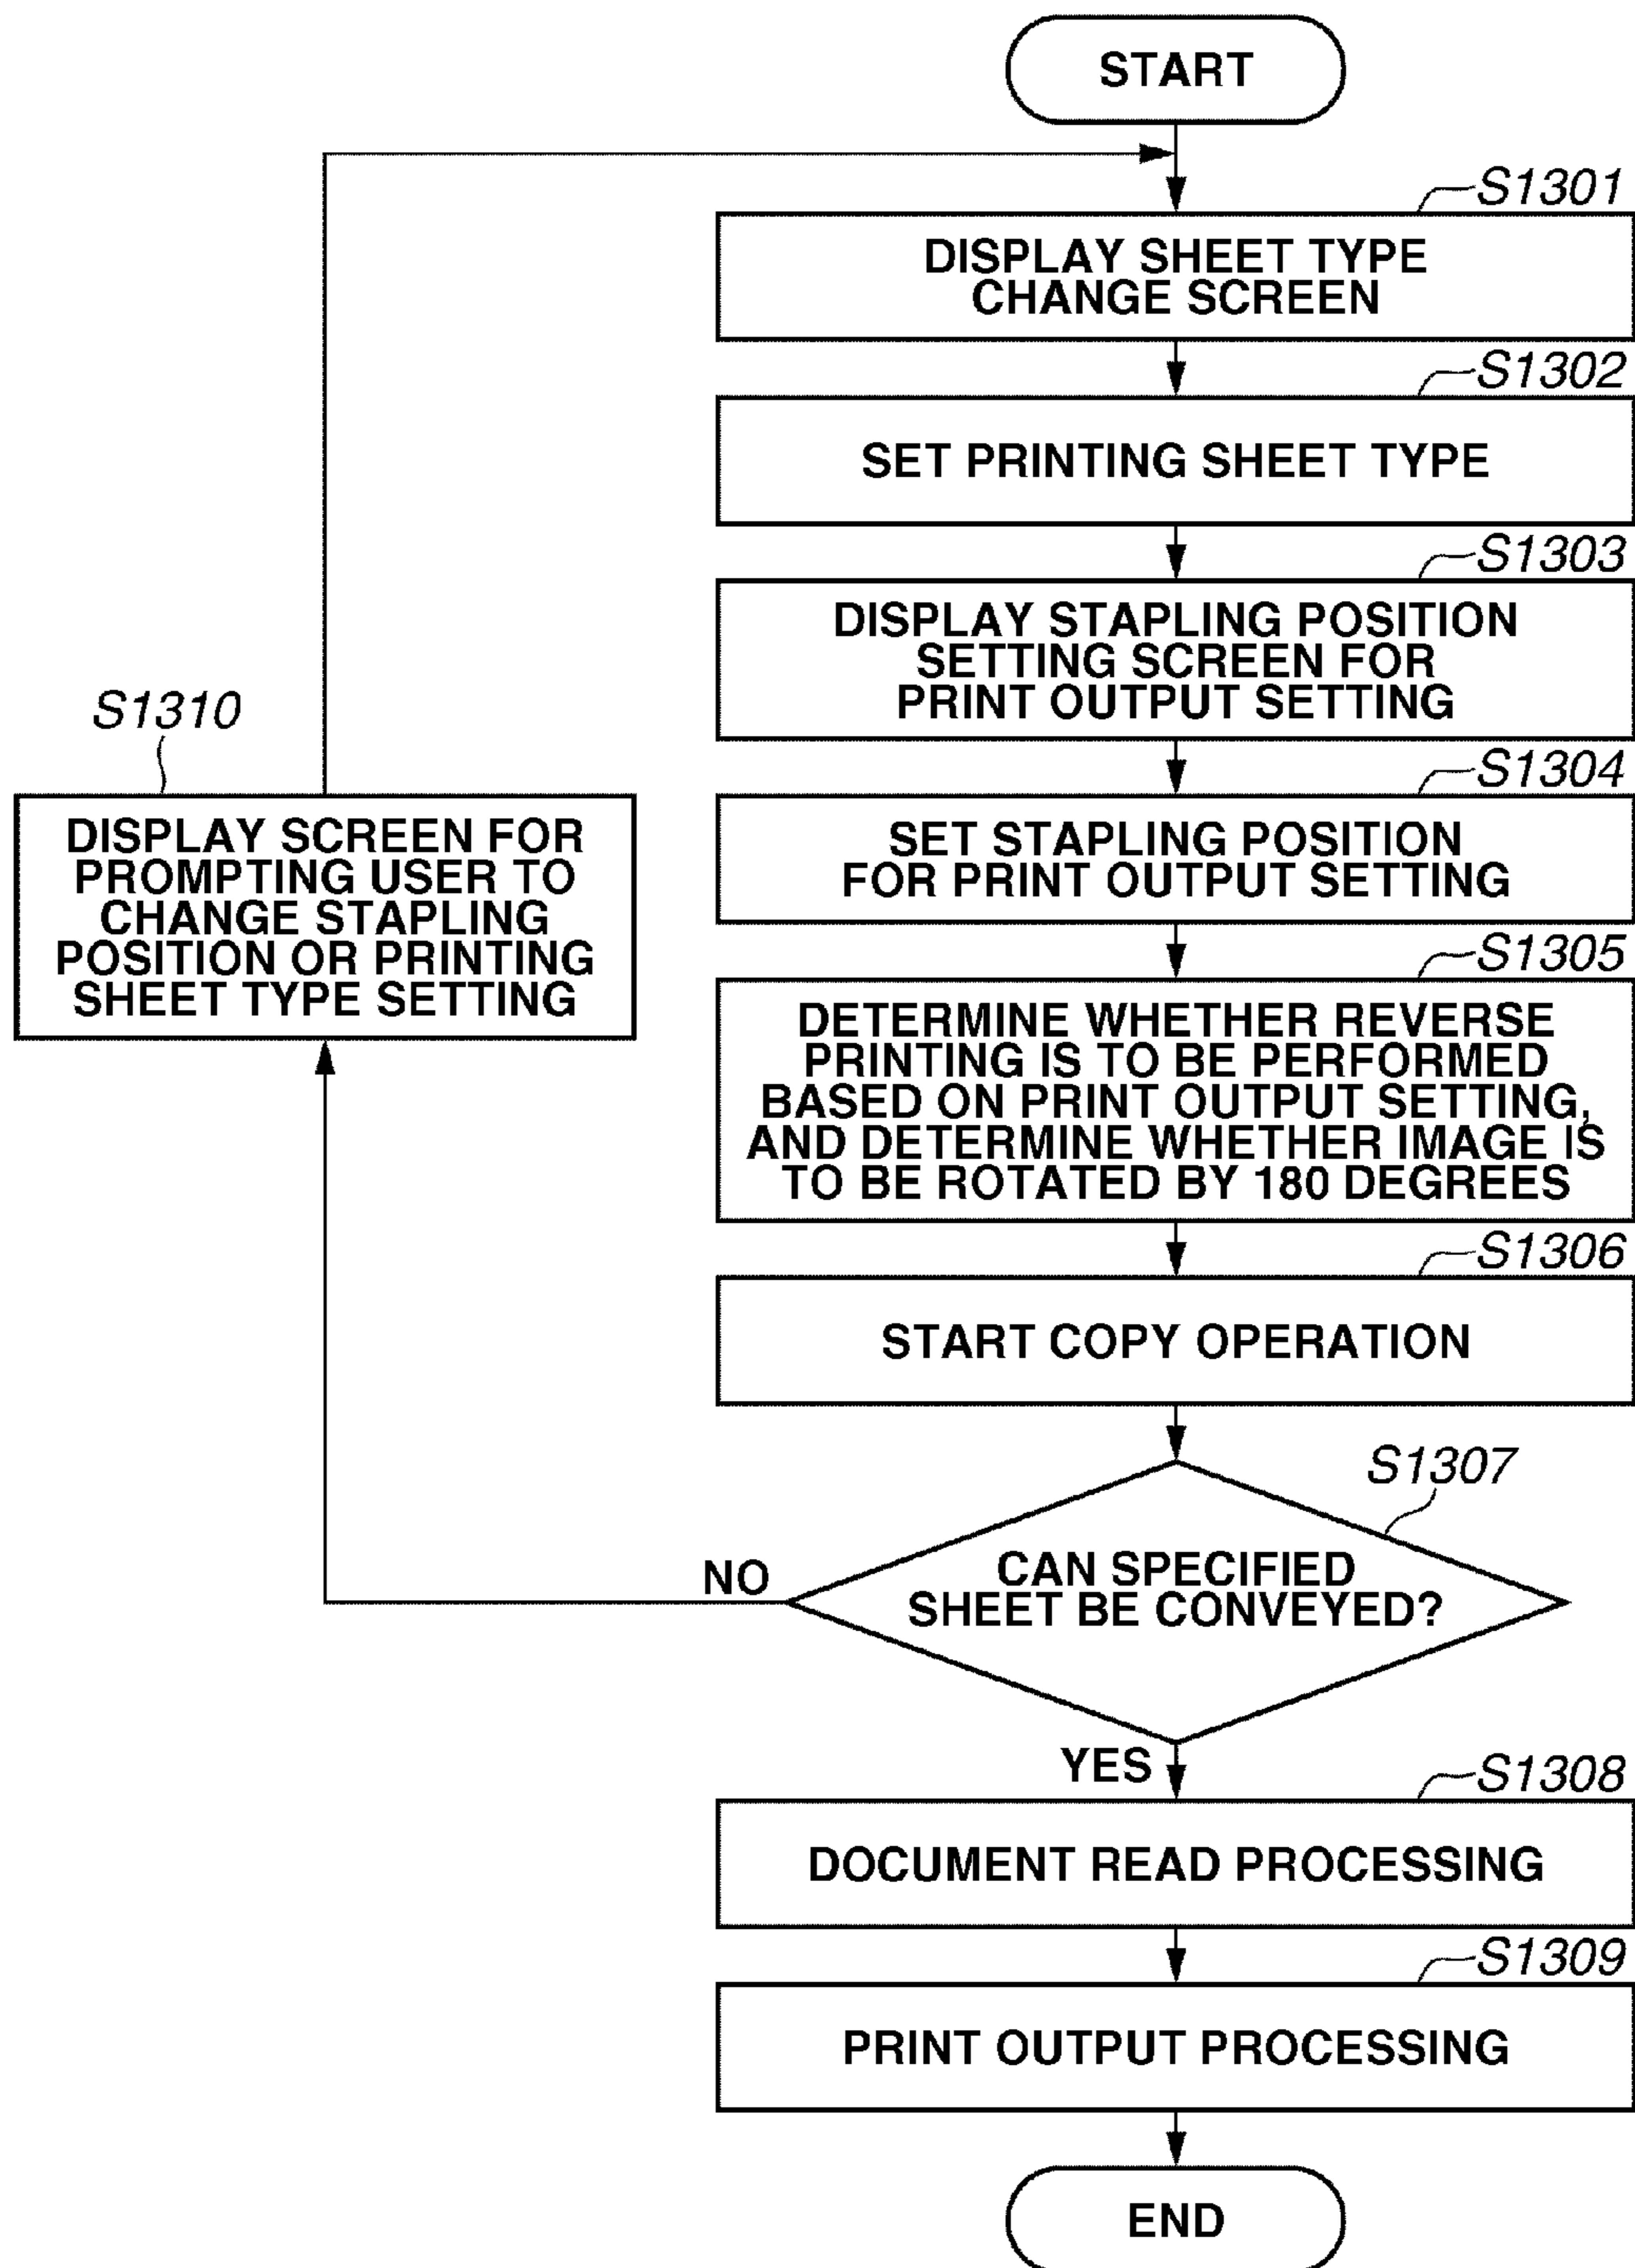 START
S1301
DISPLAY SHEET TYPE
CHANGE SCREEN
S1302
SET PRINTING SHEET TYPE
S1303
DISPLAY STAPLING POSITION
SETTING SCREEN FOR
PRINT OUTPUT SETTING
S1310
DISPLAY SCREEN FOR
PROMPTING USER TO
CHANGE STAPLING
POSITION OR PRINTING
SHEET TYPE SETTING
S1304
SET STAPLING POSITION
FOR PRINT OUTPUT SETTING
S1305
DETERMINE WHETHER REVERSE
PRINTING IS TO BE PERFORMED
BASED ON PRINT OUTPUT SETTING,
AND DETERMINE WHETHER IMAGE IS
TO BE ROTATED BY 180 DEGREES
S1306
START COPY OPERATION
S1307
CAN SPECIFIED
SHEET BE CONVEYED?
NO
YES
S1308
DOCUMENT READ PROCESSING
S1309
PRINT OUTPUT PROCESSING
END